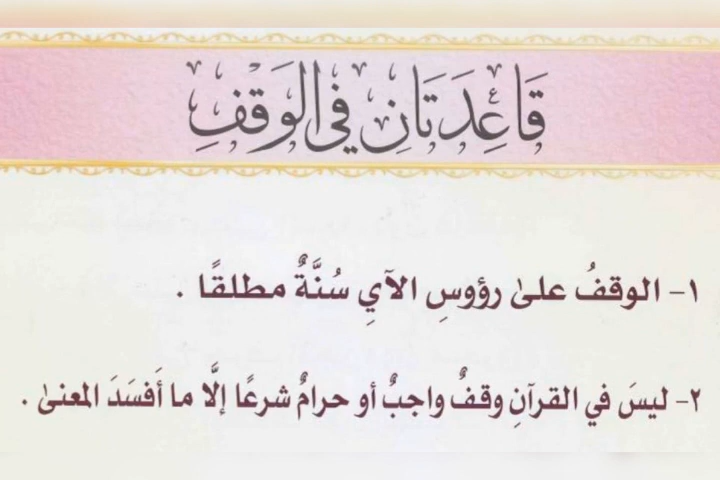 قَاعِدَتَانِ فِي الوَقْفِ
١- الوقفُ علىٰ رؤوسِ الآيِ سُنَّةٌ مطلقًا .
٢- ليسَ في القرآنِ وقفٌ واجبٌ أو حرامٌ شرعًا إلَّا ما أَفسَدَ المعنىٰ .